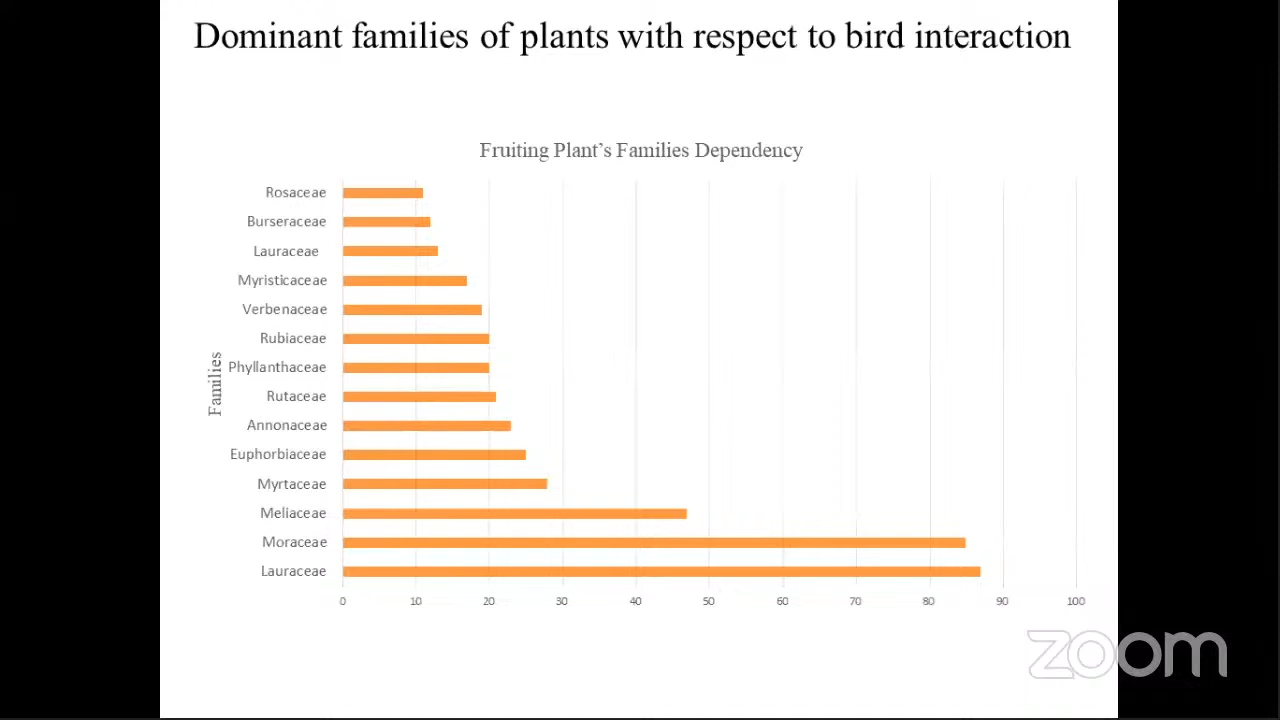 Dominant families of plants with respect to bird interaction
Fruiting Plant’s Families Dependency
Rosaceae
Burseraceae
Lauraceae
Myristicaceae
Verbenaceae
Rubiaceae
Phyllanthaceae
Rutaceae
Annonaceae
Euphorbiaceae
Myrtaceae
Meliaceae
Moraceae
Lauraceae
Families
0 10 20 30 40 50 60 70 80 90 100
zoom